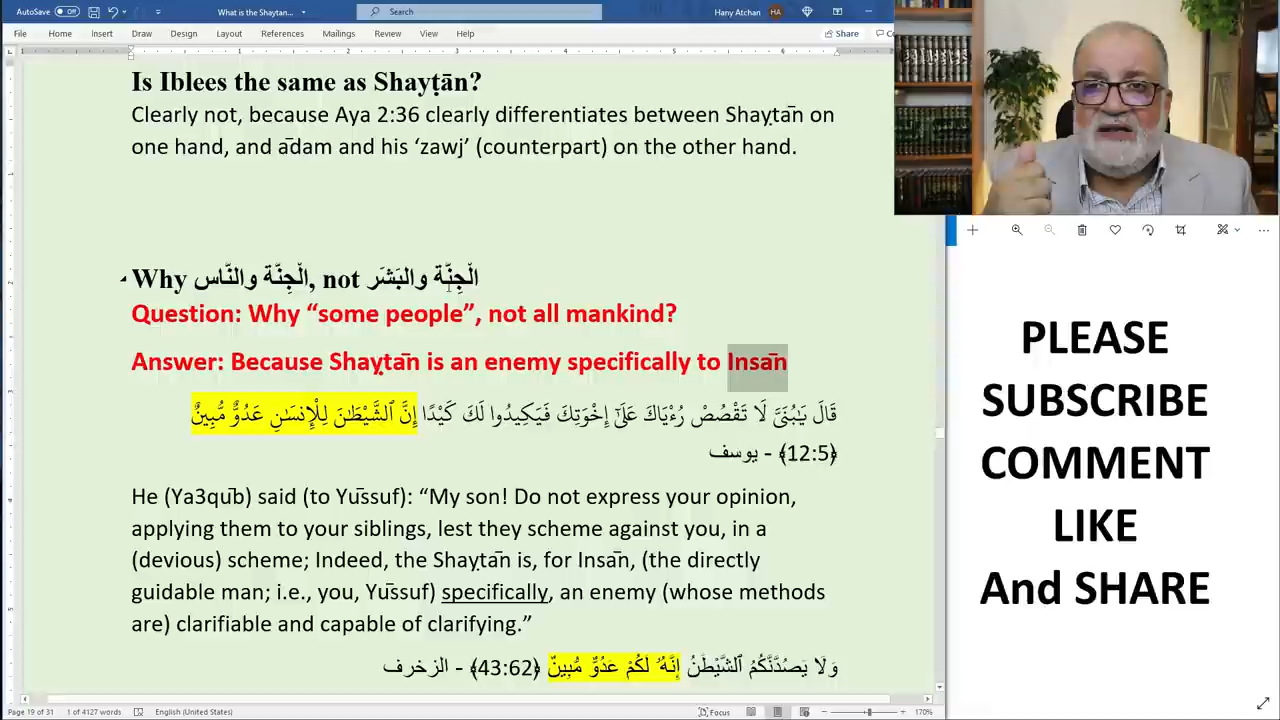 AutoSave Off What is the Shaytan... Search Hany Atchan HA
File Home Insert Draw Design Layout References Mailings Review View Help Share Co
Is Iblees the same as Shayṭān?
Clearly not, because Aya 2:36 clearly differentiates between Shayṭān on
one hand, and ādam and his ‘zawj’ (counterpart) on the other hand.
Why الْجِنّة والنّاس, not الْجِنّة والبَشَر
Question: Why “some people”, not all mankind?
Answer: Because Shayṭān is an enemy specifically to Insān
قَالَ يَـٰبُنَىَّ لَا تَقْصُصْ رُءْيَاكَ عَلَىٰٓ إِخْوَتِكَ فَيَكِيدُوا۟ لَكَ كَيْدًا إِنَّ ٱلشَّيْطَـٰنَ لِلْإِنسَـٰنِ عَدُوٌّ مُّبِينٌ
﴿12:5﴾ - يوسف
He (Ya3qūb) said (to Yūssuf): “My son! Do not express your opinion,
applying them to your siblings, lest they scheme against you, in a
(devious) scheme; Indeed, the Shayṭān is, for Insān, (the directly
guidable man; i.e., you, Yūssuf) specifically, an enemy (whose methods
are) clarifiable and capable of clarifying.”
وَلَا يَصُدَّنَّكُمُ ٱلشَّيْطَـٰنُ إِنَّهُۥ لَكُمْ عَدُوٌّ مُّبِينٌ ﴿43:62﴾ - الزخرف
Page 19 of 31 1 of 4127 words English (United States) Focus 170%
PLEASE
SUBSCRIBE
COMMENT
LIKE
And SHARE